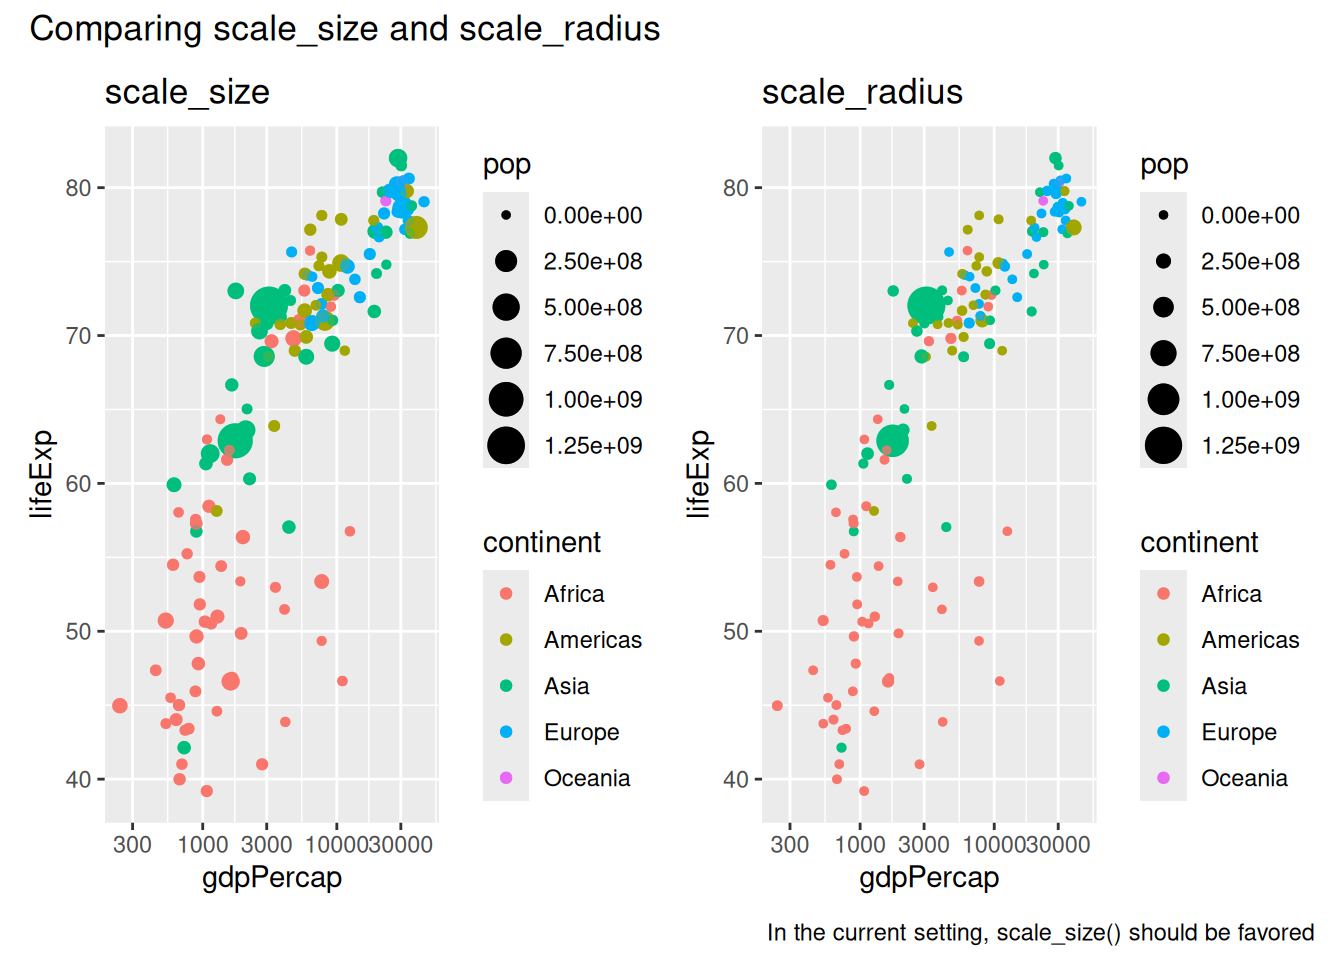 Comparing scale_size and scale_radius
scale_size
lifeExp
80
70
60
50
40
300 1000 3000 10000 30000
gdpPercap
pop
0.00e+00
2.50e+08
5.00e+08
7.50e+08
1.00e+09
1.25e+09
continent
Africa
Americas
Asia
Europe
Oceania
scale_radius
lifeExp
80
70
60
50
40
300 1000 3000 10000 30000
gdpPercap
pop
0.00e+00
2.50e+08
5.00e+08
7.50e+08
1.00e+09
1.25e+09
continent
Africa
Americas
Asia
Europe
Oceania
In the current setting, scale_size() should be favored